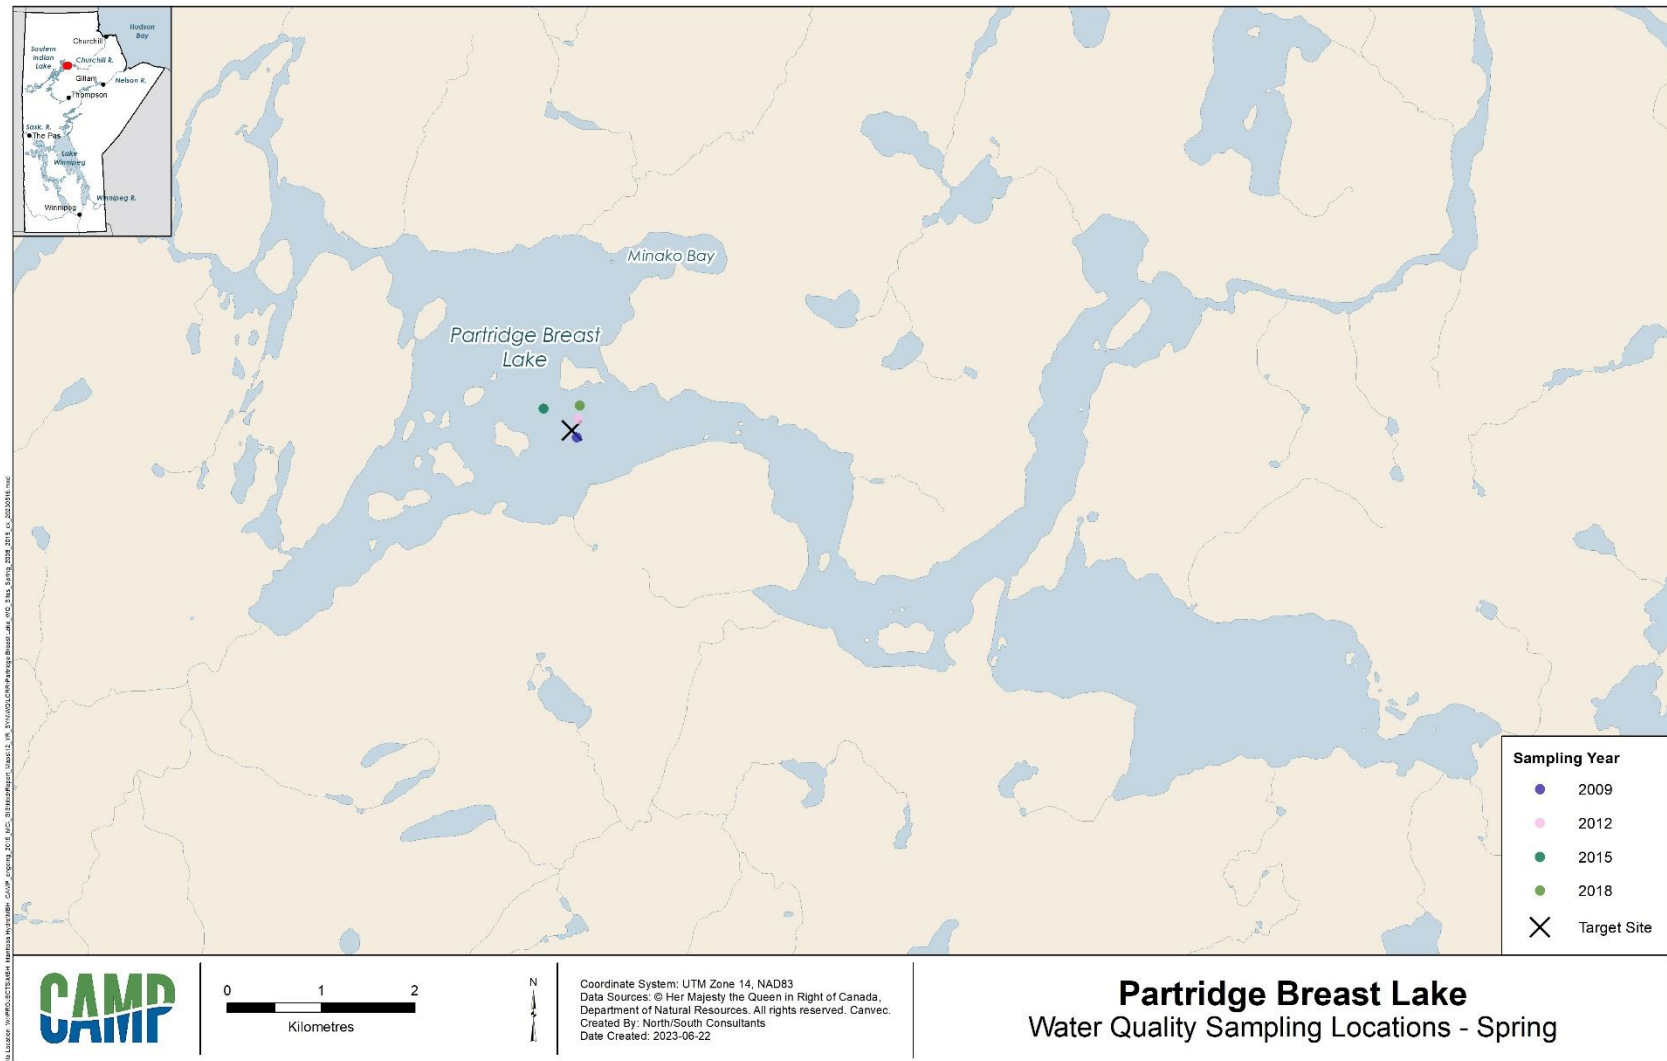 Hudson
Bay
Churchill
Southern
Indian
Lake
Churchill R.
Gillam
Nelson R.
Thompson
Sask. R.
The Pas
Lake
Winnipeg
Winnipeg R.
Winnipeg
Minako Bay
Partridge Breast
Lake
Sampling Year
2009
2012
2015
2018
Target Site
CAMP
0 1 2
Kilometres
N
Coordinate System: UTM Zone 14, NAD83
Data Sources: © Her Majesty the Queen in Right of Canada,
Department of Natural Resources. All rights reserved. Canvec.
Created By: North/South Consultants
Date Created: 2023-06-22
Partridge Breast Lake
Water Quality Sampling Locations - Spring